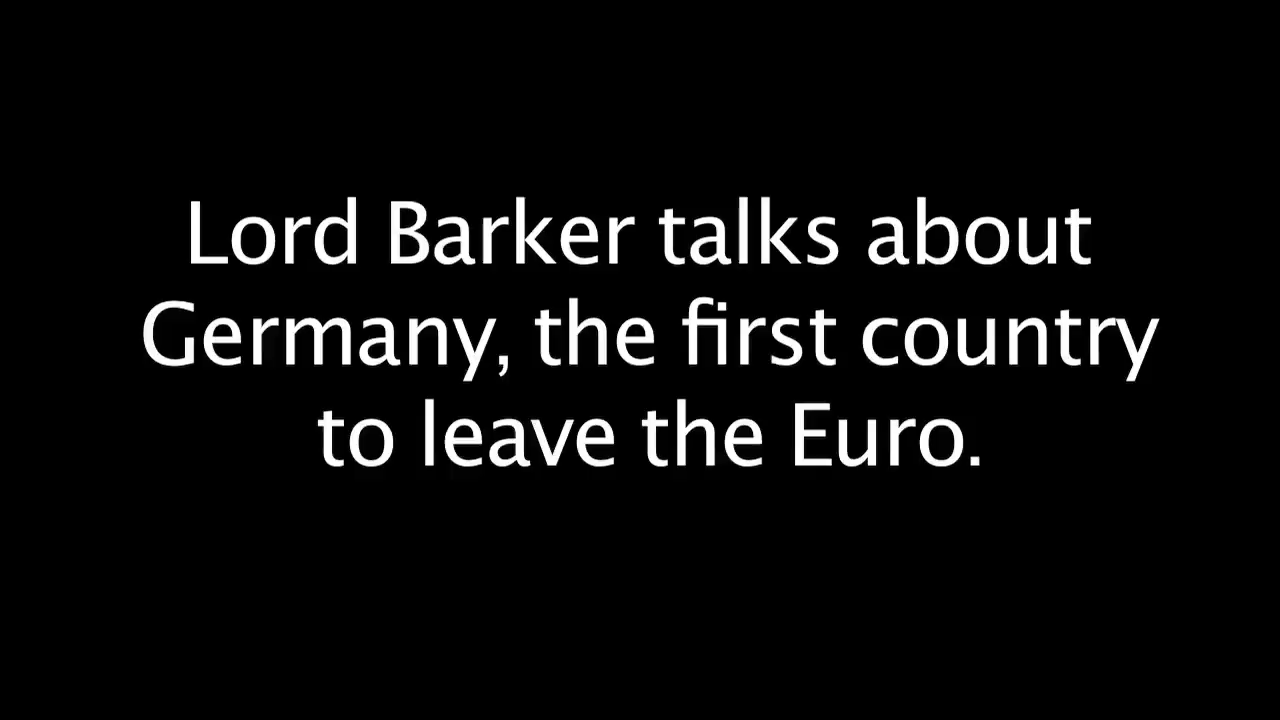 Lord Barker talks about
Germany, the first country
to leave the Euro.